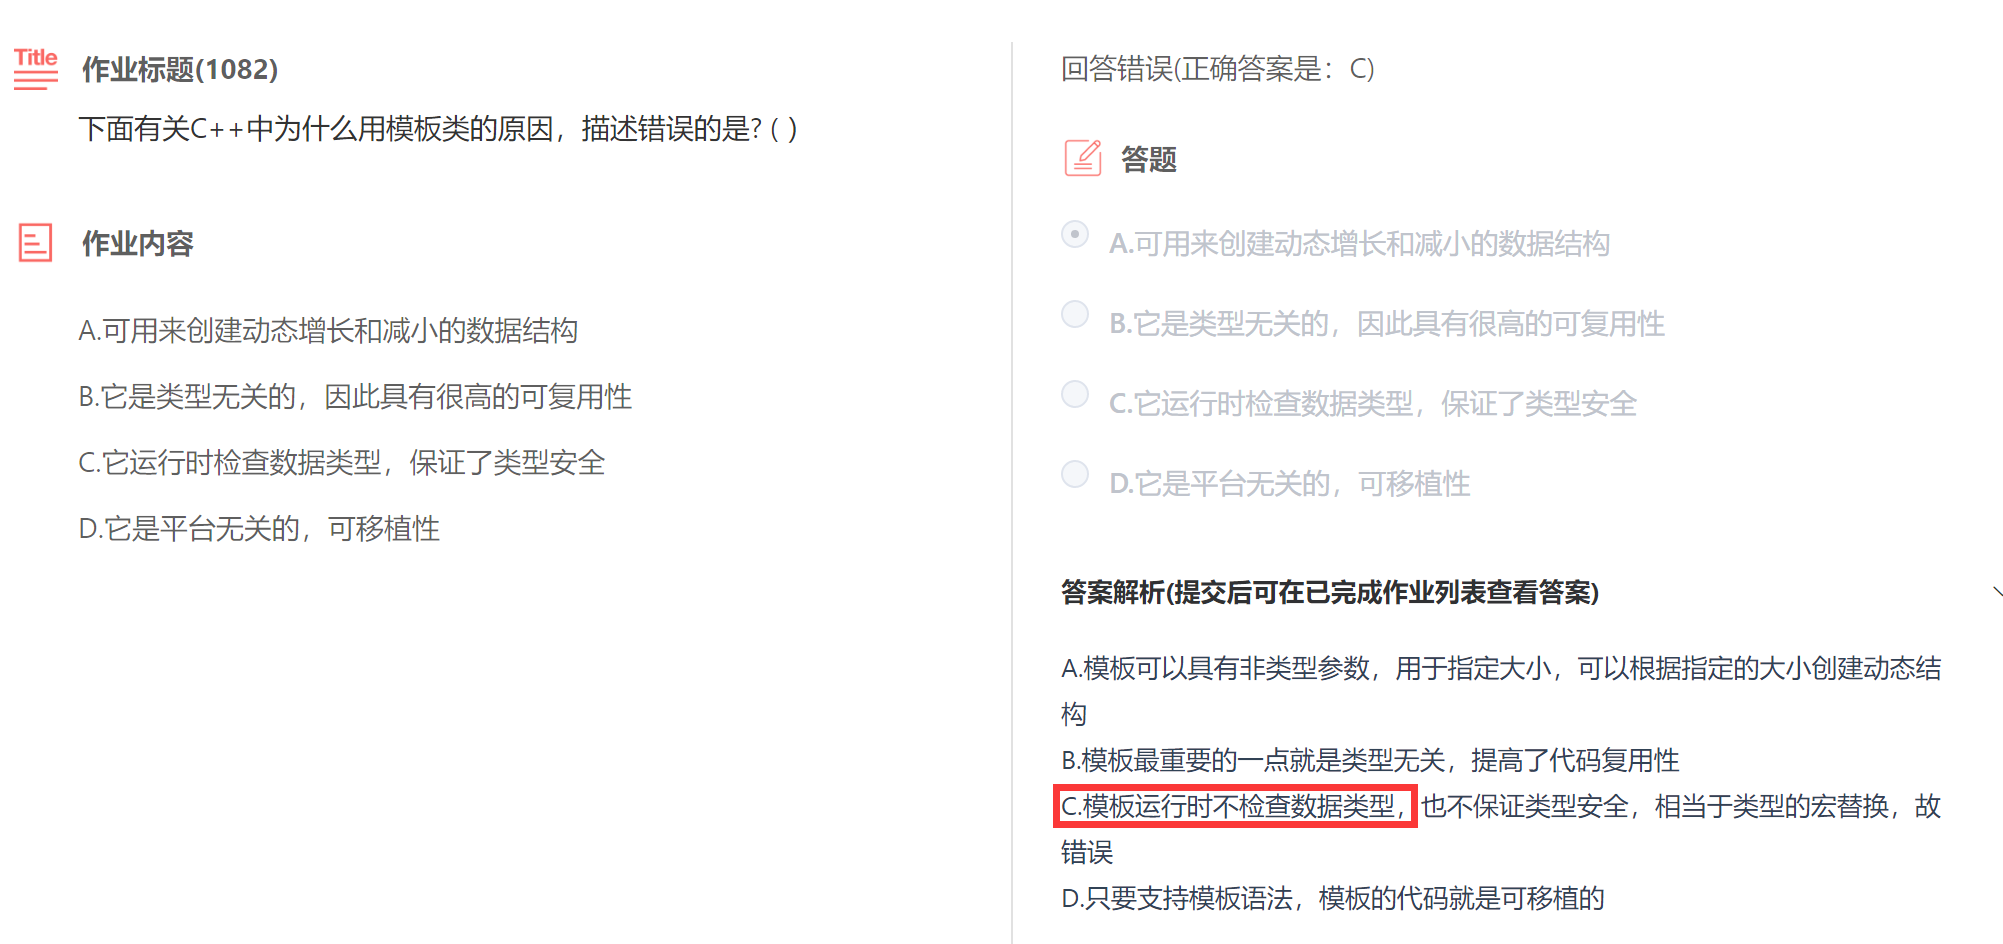 Title
作业标题(1082)
下面有关C++中为什么用模板类的原因，描述错误的是? ( )
作业内容
A.可用来创建动态增长和减小的数据结构
B.它是类型无关的，因此具有很高的可复用性
C.它运行时检查数据类型，保证了类型安全
D.它是平台无关的，可移植性
回答错误(正确答案是：C)
答题
A.可用来创建动态增长和减小的数据结构
B.它是类型无关的，因此具有很高的可复用性
C.它运行时检查数据类型，保证了类型安全
D.它是平台无关的，可移植性
答案解析(提交后可在已完成作业列表查看答案)
A.模板可以具有非类型参数，用于指定大小，可以根据指定的大小创建动态结
构
B.模板最重要的一点就是类型无关，提高了代码复用性
C.模板运行时不检查数据类型，也不保证类型安全，相当于类型的宏替换，故
错误
D.只要支持模板语法，模板的代码就是可移植的